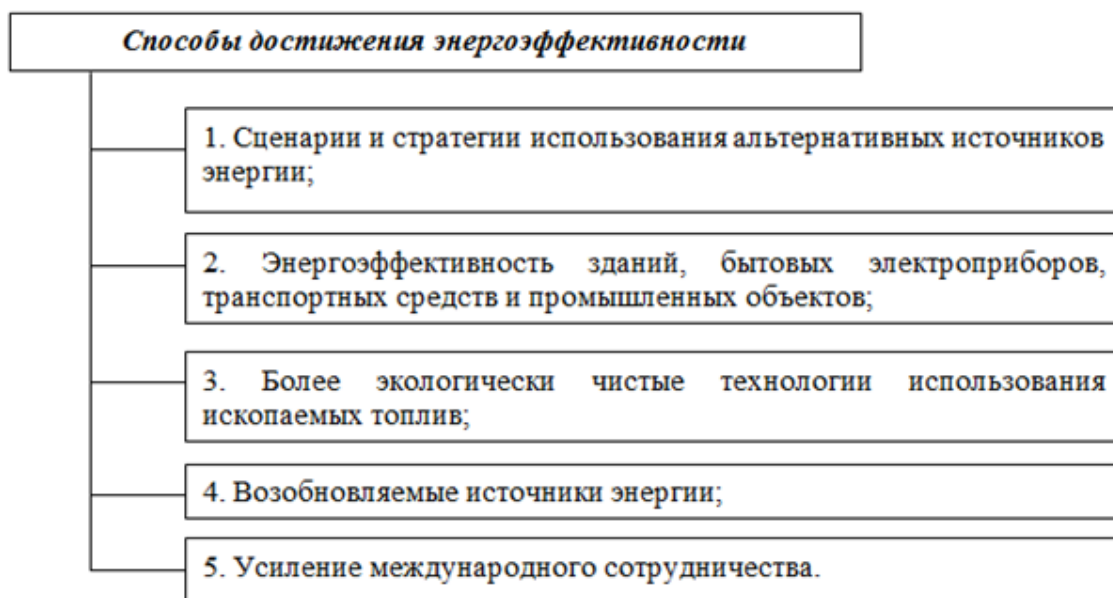 Способы достижения энергоэффективности
1. Сценарии и стратегии использования альтернативных источников
энергии;
2. Энергоэффективность зданий, бытовых электроприборов,
транспортных средств и промышленных объектов;
3. Более экологически чистые технологии использования
ископаемых топлив;
4. Возобновляемые источники энергии;
5. Усиление международного сотрудничества.